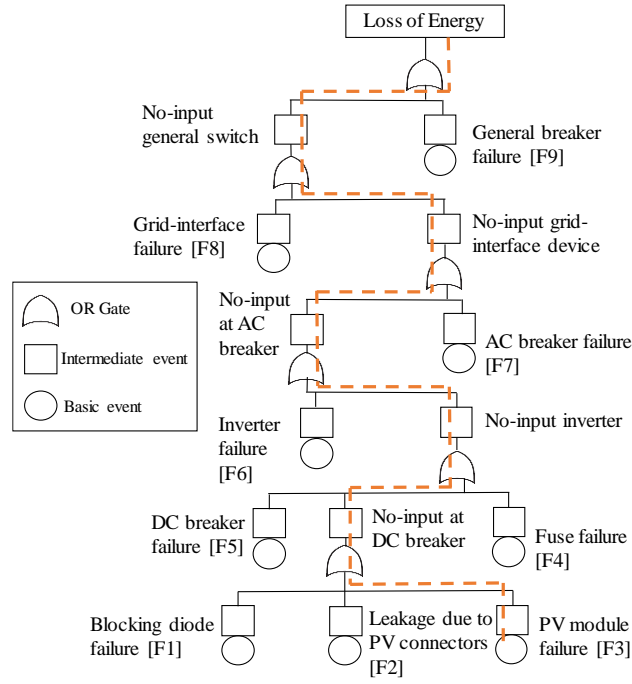 Loss of Energy
No-input
general switch
General breaker
failure [F9]
Grid-interface
failure [F8]
No-input grid-
interface device
OR Gate
Intermediate event
Basic event
No-input
at AC
breaker
AC breaker failure
[F7]
Inverter
failure
[F6]
No-input inverter
DC breaker
failure [F5]
No-input at
DC breaker
Fuse failure
[F4]
Blocking diode
failure [F1]
Leakage due to
PV connectors
[F2]
PV module
failure [F3]